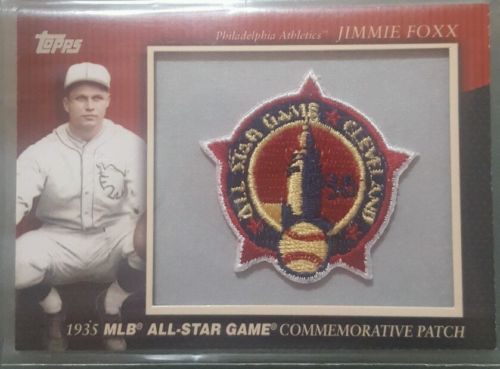 Topps
Philadelphia Athletics™ JIMMIE FOXX
ALL STAR GAME ★ CLEVELAND
1935 MLB® ALL-STAR GAME® COMMEMORATIVE PATCH